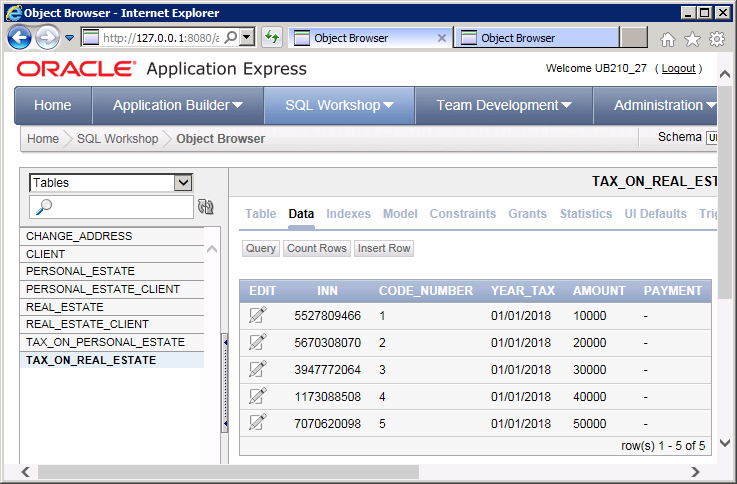 Object Browser - Internet Explorer
http://127.0.0.1:8080/a
Object Browser
Object Browser
ORACLE Application Express
Welcome UB210_27 ( Logout )
Home
Application Builder
SQL Workshop
Team Development
Administration
Home SQL Workshop Object Browser
Schema
Tables
CHANGE_ADDRESS
CLIENT
PERSONAL_ESTATE
PERSONAL_ESTATE_CLIENT
REAL_ESTATE
REAL_ESTATE_CLIENT
TAX_ON_PERSONAL_ESTATE
TAX_ON_REAL_ESTATE
TAX_ON_REAL_EST
Table Data Indexes Model Constraints Grants Statistics UI Defaults Trig
Query Count Rows Insert Row
EDIT INN CODE_NUMBER YEAR_TAX AMOUNT PAYMENT
5527809466 1 01/01/2018 10000 -
5670308070 2 01/01/2018 20000 -
3947772064 3 01/01/2018 30000 -
1173088508 4 01/01/2018 40000 -
7070620098 5 01/01/2018 50000 -
row(s) 1 - 5 of 5